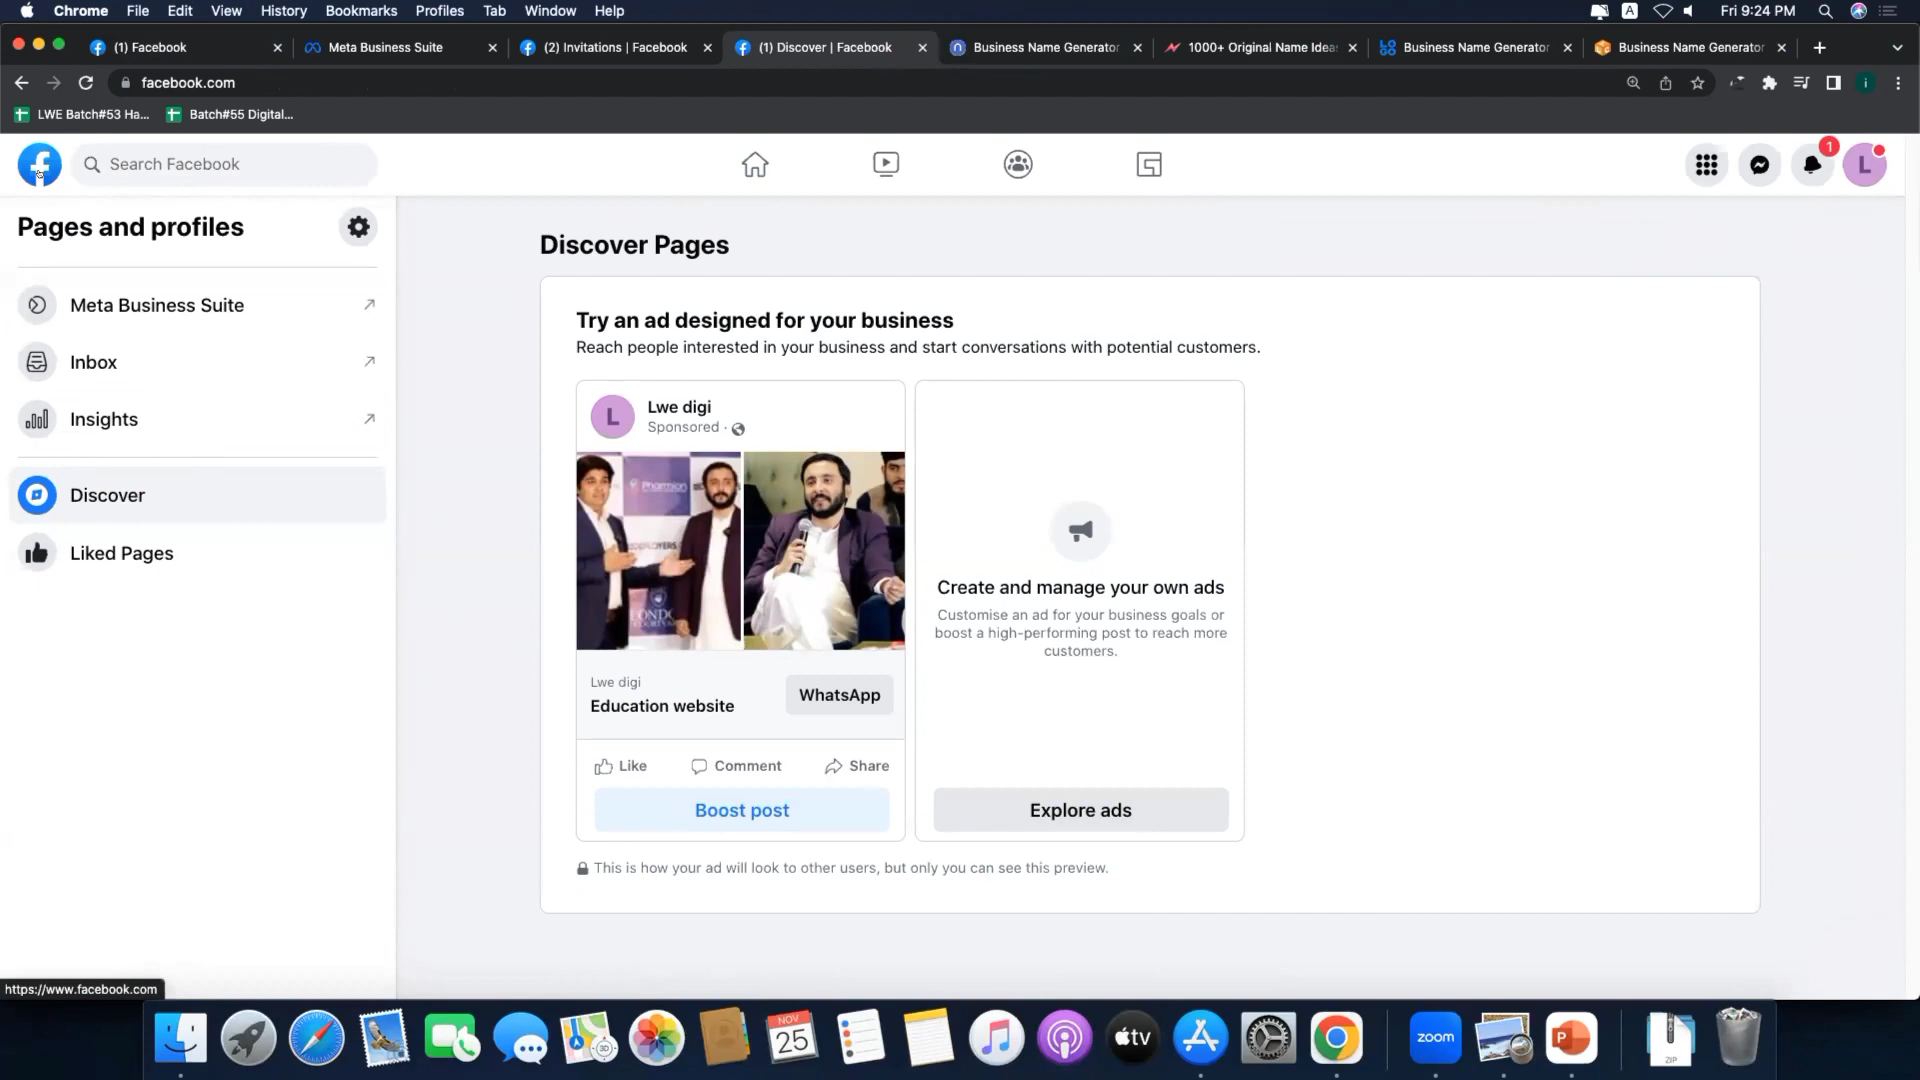 Chrome File Edit View History Bookmarks Profiles Tab Window Help A Fri 9:24 PM
(1) Facebook Meta Business Suite (2) Invitations | Facebook (1) Discover | Facebook Business Name Generator 1000+ Original Name Idea Business Name Generator Business Name Generator
facebook.com i
LWE Batch#53 Ha... Batch#55 Digital...
Search Facebook 1 L
Pages and profiles
Meta Business Suite
Inbox
Insights
Discover
Liked Pages
Discover Pages
Try an ad designed for your business
Reach people interested in your business and start conversations with potential customers.
L Lwe digi
Sponsored ·
Pharmion
Lwe digi
Education website
WhatsApp
Like Comment Share
Boost post
Create and manage your own ads
Customise an ad for your business goals or
boost a high-performing post to reach more
customers.
Explore ads
This is how your ad will look to other users, but only you can see this preview.
https://www.facebook.com
NOV
25
3D
tv
zoom
P
ZIP